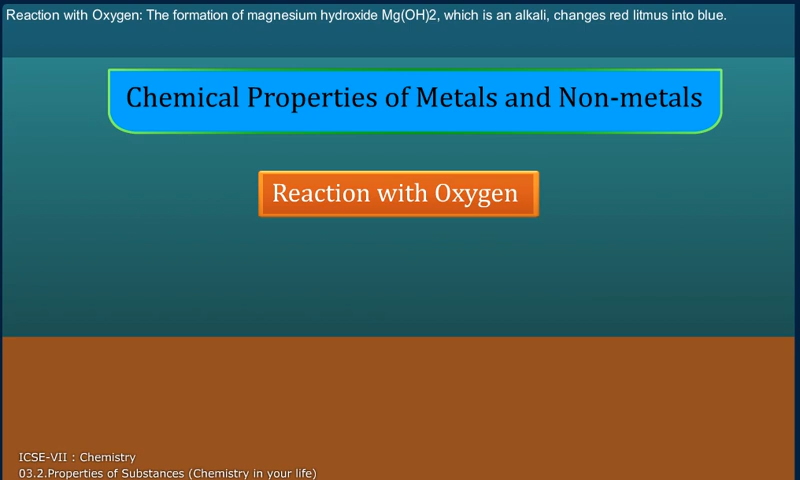 Reaction with Oxygen: The formation of magnesium hydroxide Mg(OH)2, which is an alkali, changes red litmus into blue.
Chemical Properties of Metals and Non-metals
Reaction with Oxygen
ICSE-VII : Chemistry
03.2.Properties of Substances (Chemistry in your life)